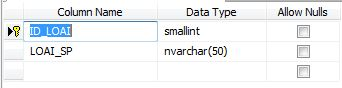 Column Name Data Type Allow Nulls
ID_LOAI smallint
LOAI_SP nvarchar(50)